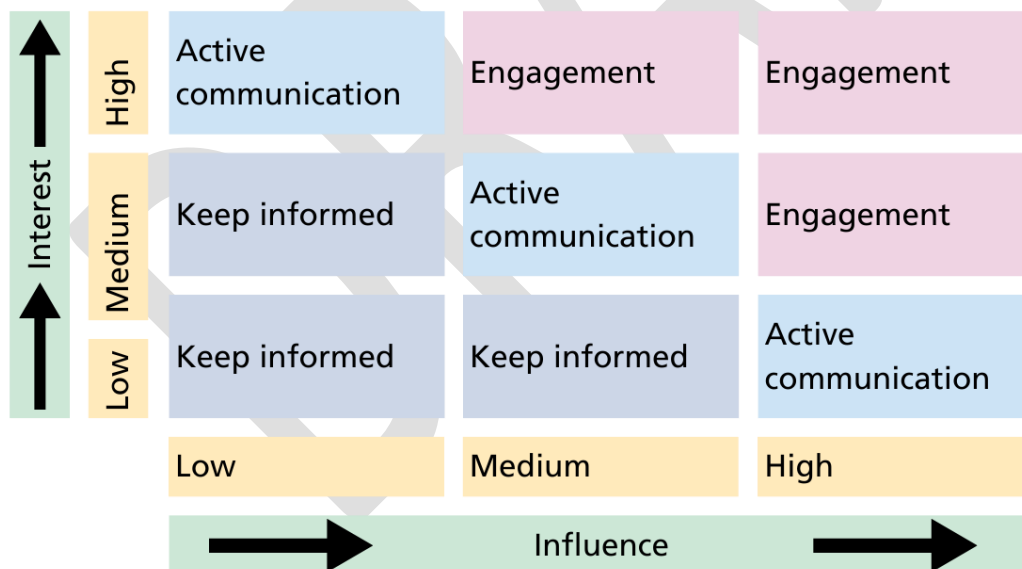 High
Active
communication
Engagement
Engagement
Interest
Medium
Keep informed
Active
communication
Engagement
Low
Keep informed
Keep informed
Active
communication
Low
Medium
High
Influence